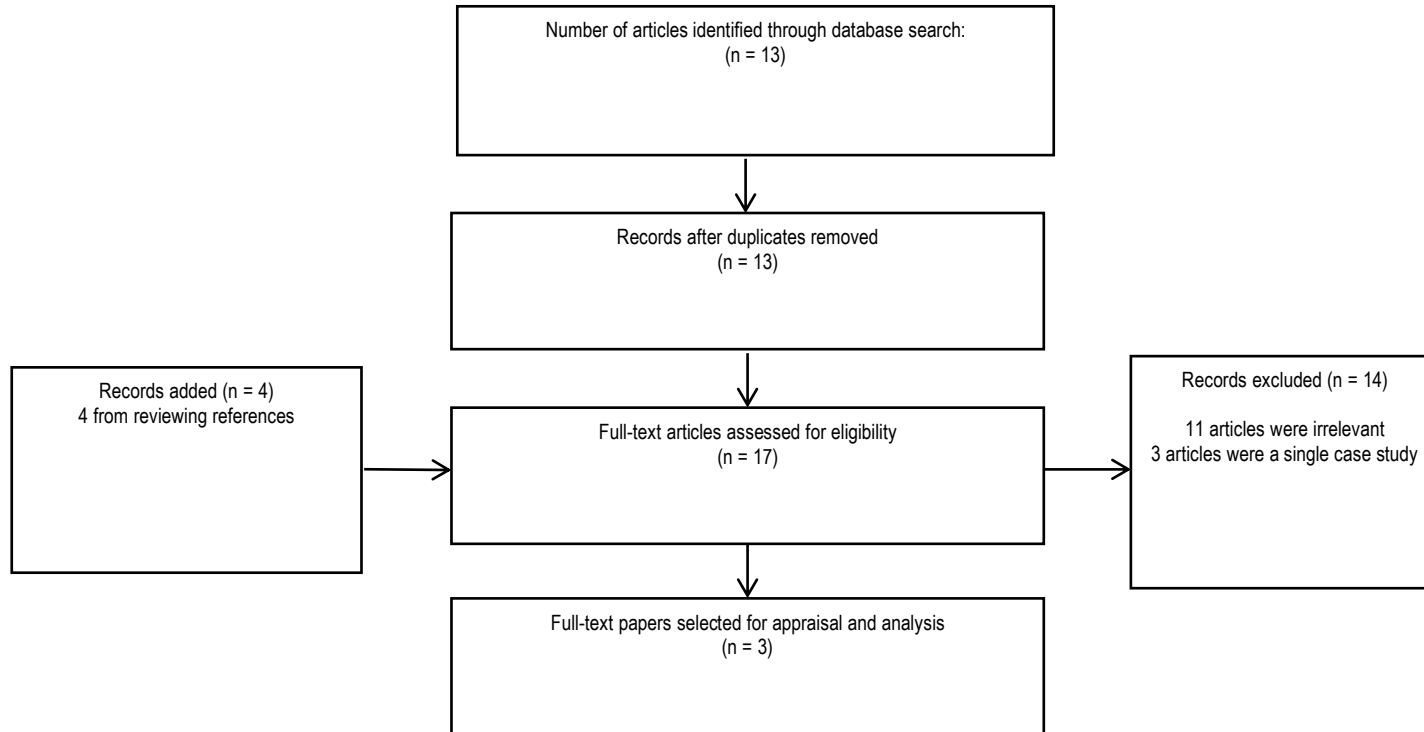 Number of articles identified through database search:
(n = 13)
Records after duplicates removed
(n = 13)
Records added (n = 4)
4 from reviewing references
Full-text articles assessed for eligibility
(n = 17)
Records excluded (n = 14)
11 articles were irrelevant
3 articles were a single case study
Full-text papers selected for appraisal and analysis
(n = 3)